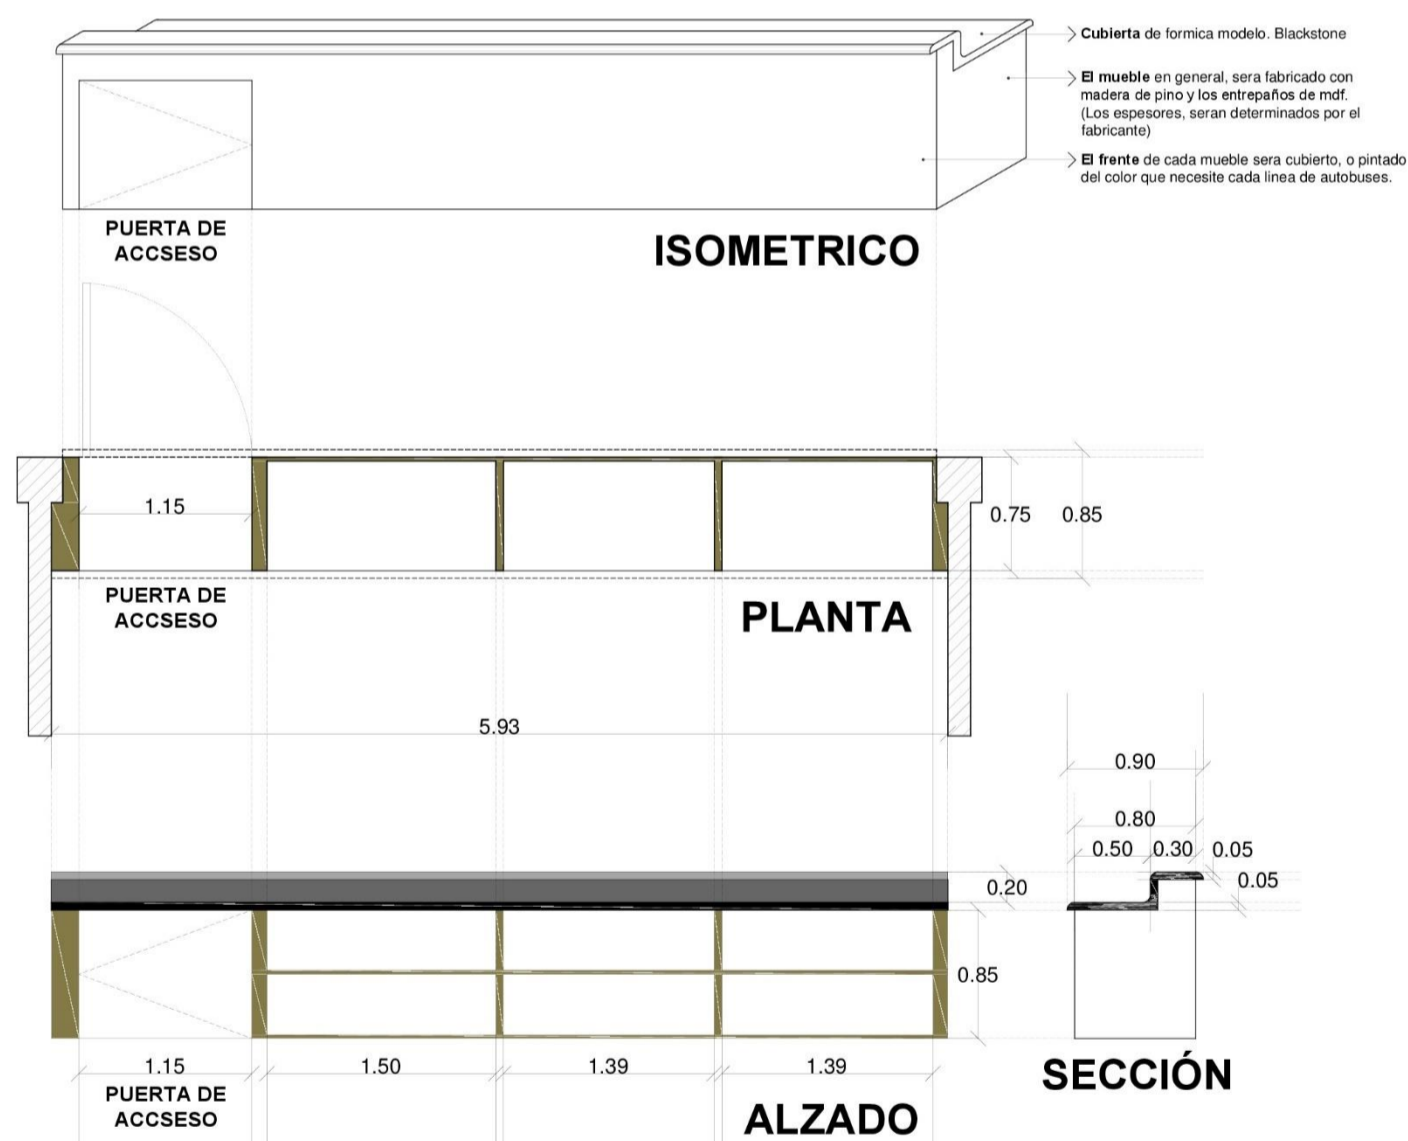 Cubierta de formica modelo. Blackstone
El mueble en general, sera fabricado con
madera de pino y los entrepaños de mdf.
(Los espesores, seran determinados por el
fabricante)
El frente de cada mueble sera cubierto, o pintado
del color que necesite cada linea de autobuses.
PUERTA DE
ACCSESO
ISOMETRICO
1.15
0.75
0.85
PUERTA DE
ACCSESO
PLANTA
5.93
0.90
0.80
0.50
0.30
0.05
0.05
0.20
0.85
1.15
1.50
1.39
1.39
PUERTA DE
ACCSESO
ALZADO
SECCIÓN